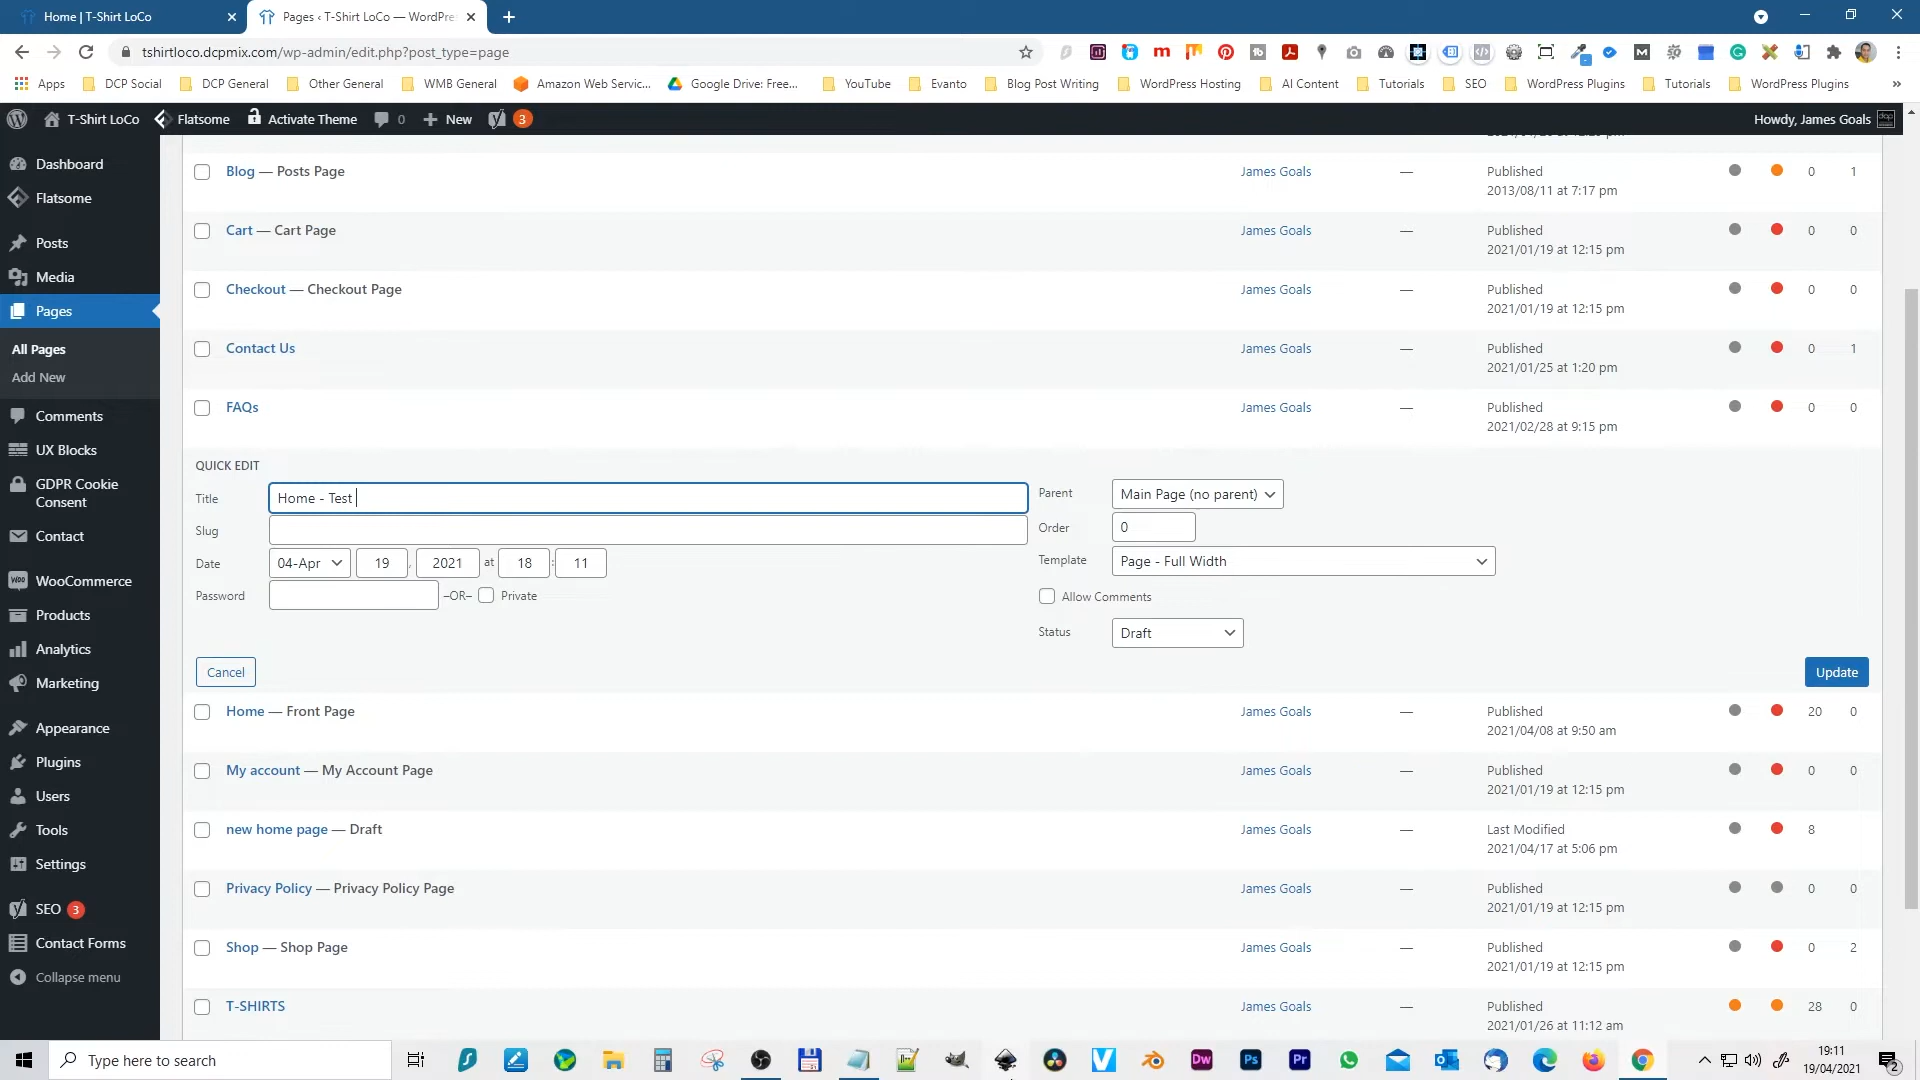 Home | T-Shirt LoCo
Pages ‹ T-Shirt LoCo — WordPre
tshirtloco.dcpmix.com/wp-admin/edit.php?post_type=page
Apps
DCP Social
DCP General
Other General
WMB General
Amazon Web Servic...
Google Drive: Free...
YouTube
Evanto
Blog Post Writing
WordPress Hosting
AI Content
Tutorials
SEO
WordPress Plugins
Tutorials
WordPress Plugins
»
T-Shirt LoCo
Flatsome
Activate Theme
0
New
3
Howdy, James Goals
Dashboard
Flatsome
Posts
Media
Pages
All Pages
Add New
Comments
UX Blocks
GDPR Cookie
Consent
Contact
WooCommerce
Products
Analytics
Marketing
Appearance
Plugins
Users
Tools
Settings
SEO 3
Contact Forms
Collapse menu
Blog — Posts Page James Goals — Published 0 1
2013/08/11 at 7:17 pm
Cart — Cart Page James Goals — Published 0 0
2021/01/19 at 12:15 pm
Checkout — Checkout Page James Goals — Published 0 0
2021/01/19 at 12:15 pm
Contact Us James Goals — Published 0 1
2021/01/25 at 1:20 pm
FAQs James Goals — Published 0 0
2021/02/28 at 9:15 pm
QUICK EDIT
Title Home - Test
Slug
Date 04-Apr 19 , 2021 at 18 : 11
Password –OR– Private
Parent Main Page (no parent)
Order 0
Template Page - Full Width
Allow Comments
Status Draft
Cancel
Update
Home — Front Page James Goals — Published 20 0
2021/04/08 at 9:50 am
My account — My Account Page James Goals — Published 0 0
2021/01/19 at 12:15 pm
new home page — Draft James Goals — Last Modified 8
2021/04/17 at 5:06 pm
Privacy Policy — Privacy Policy Page James Goals — Published 0 0
2021/01/19 at 12:15 pm
Shop — Shop Page James Goals — Published 0 2
2021/01/19 at 12:15 pm
T-SHIRTS James Goals — Published 28 0
2021/01/26 at 11:12 am
Type here to search
Dw
Ps
Pr
19:11
19/04/2021
2